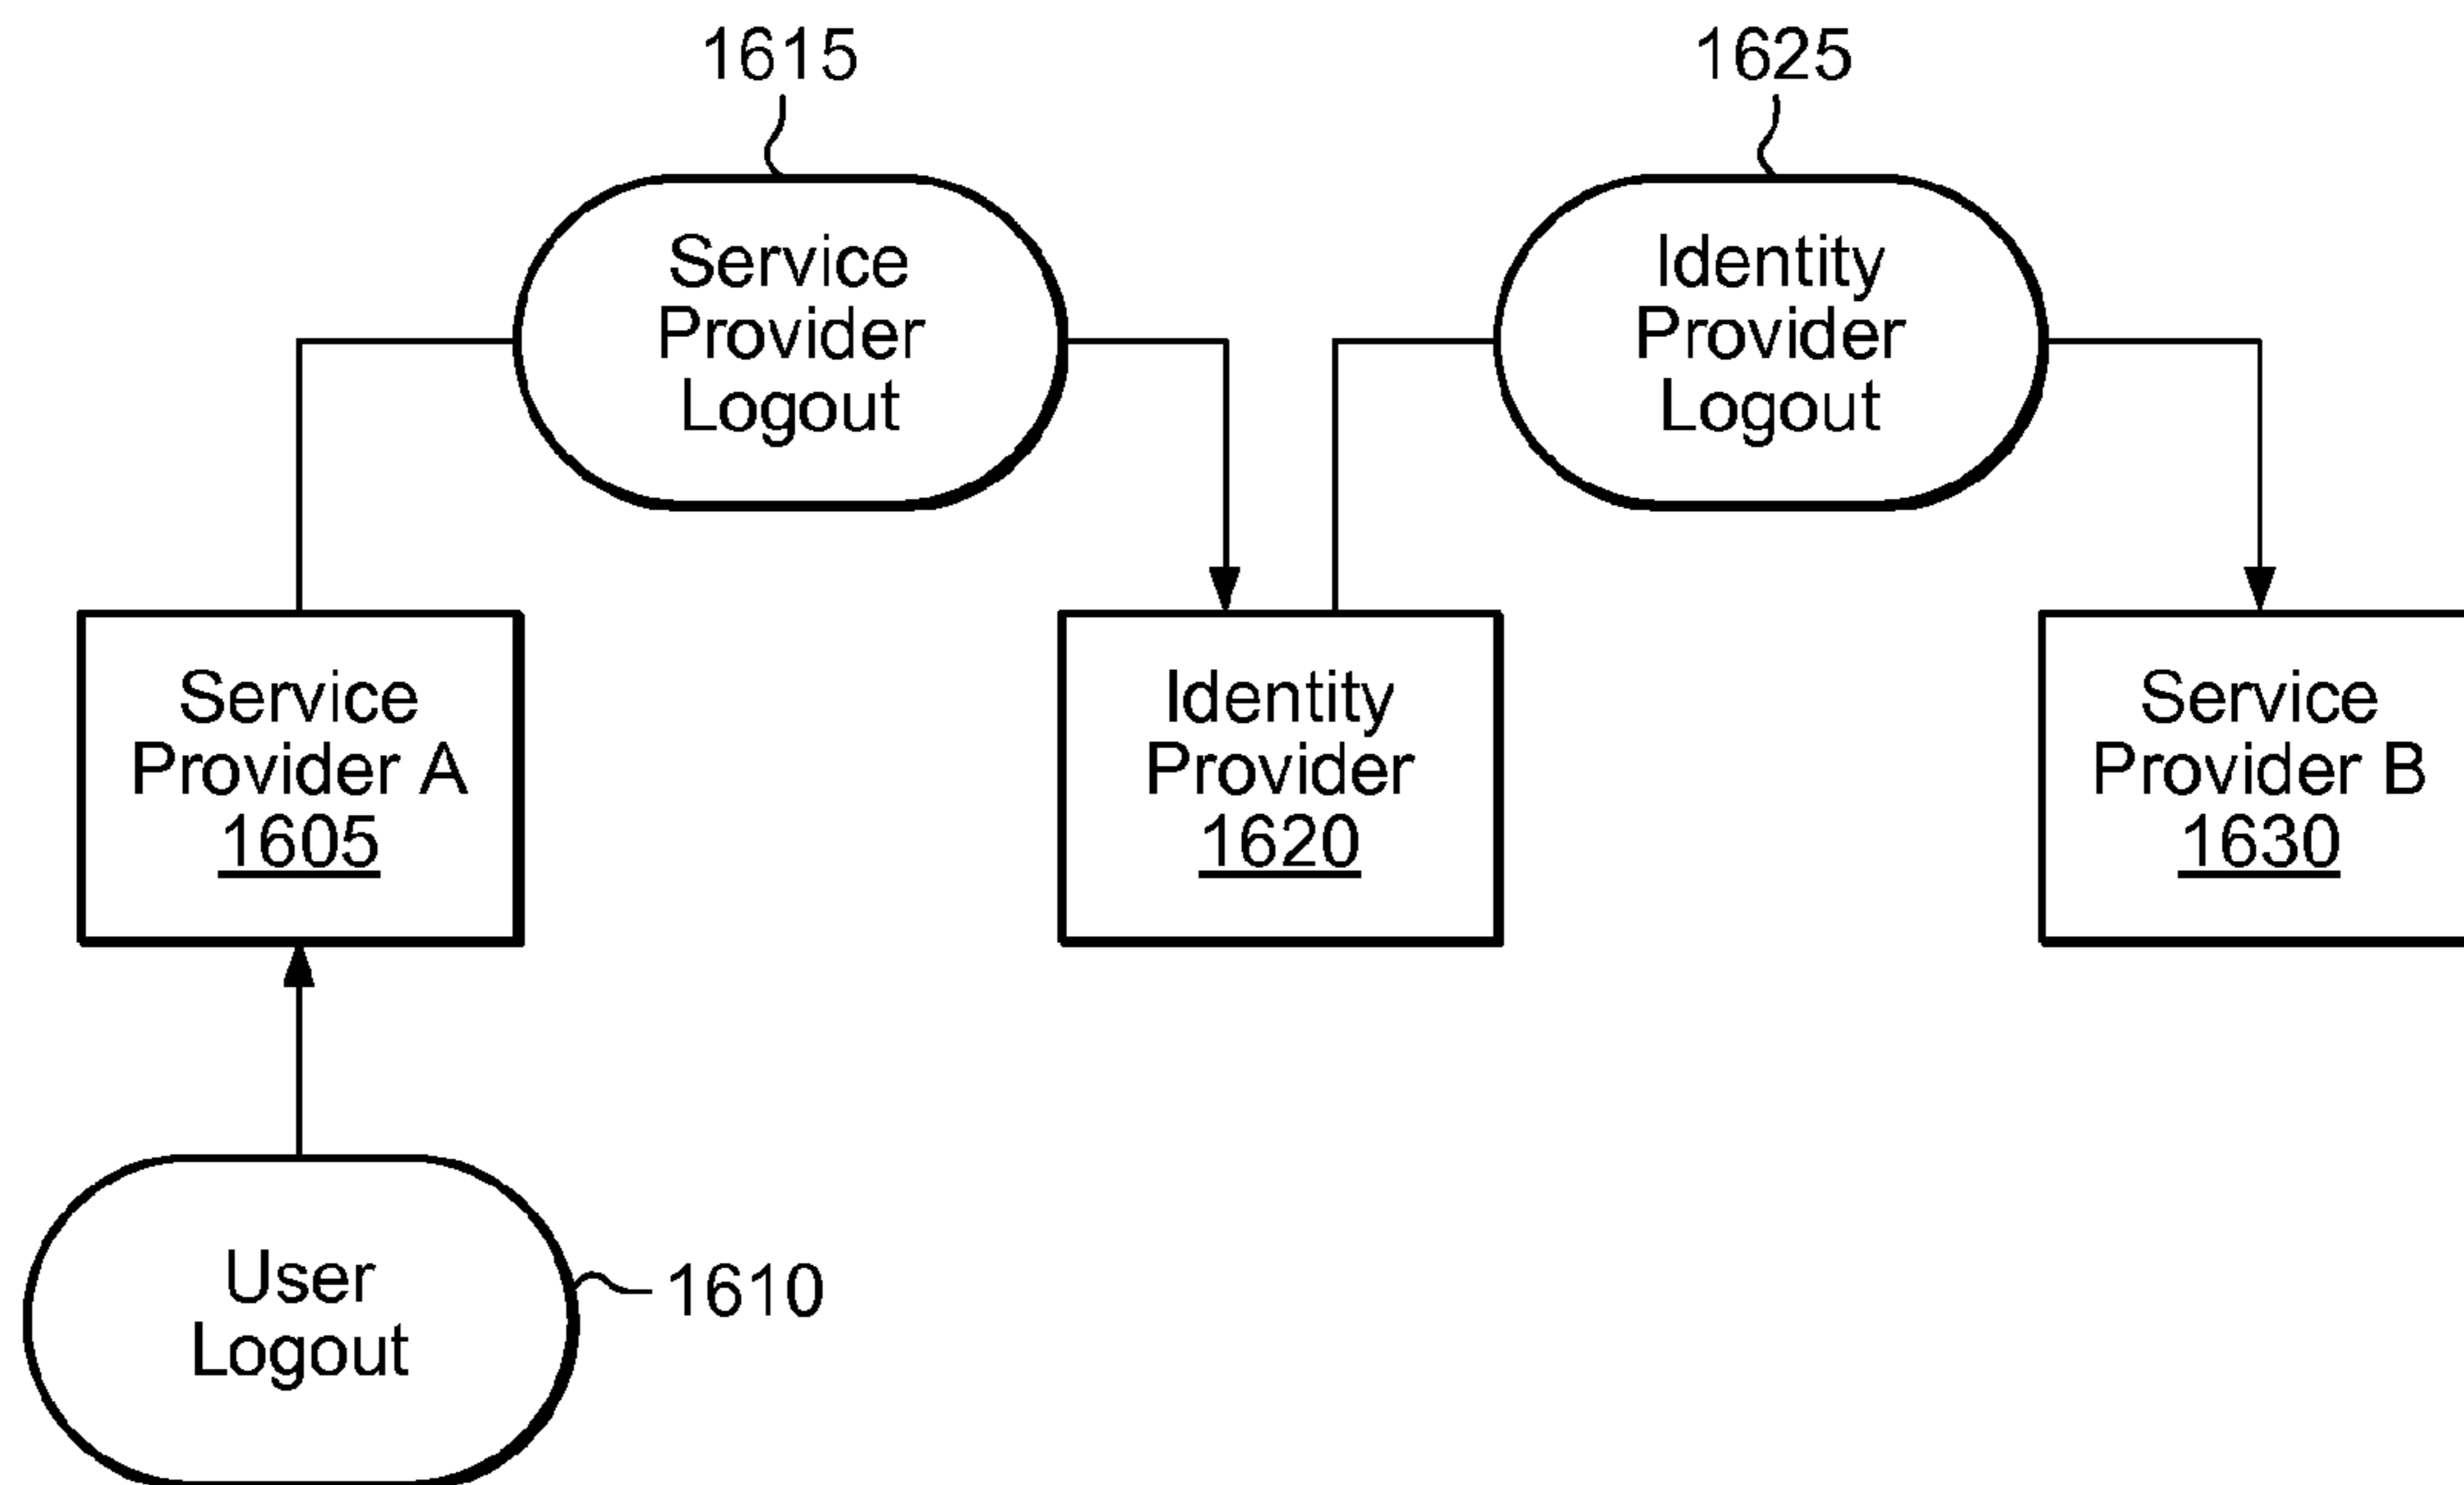 1615
1625
Service
Provider
Logout
Identity
Provider
Logout
Service
Provider A
1605
Identity
Provider
1620
Service
Provider B
1630
User
Logout
1610